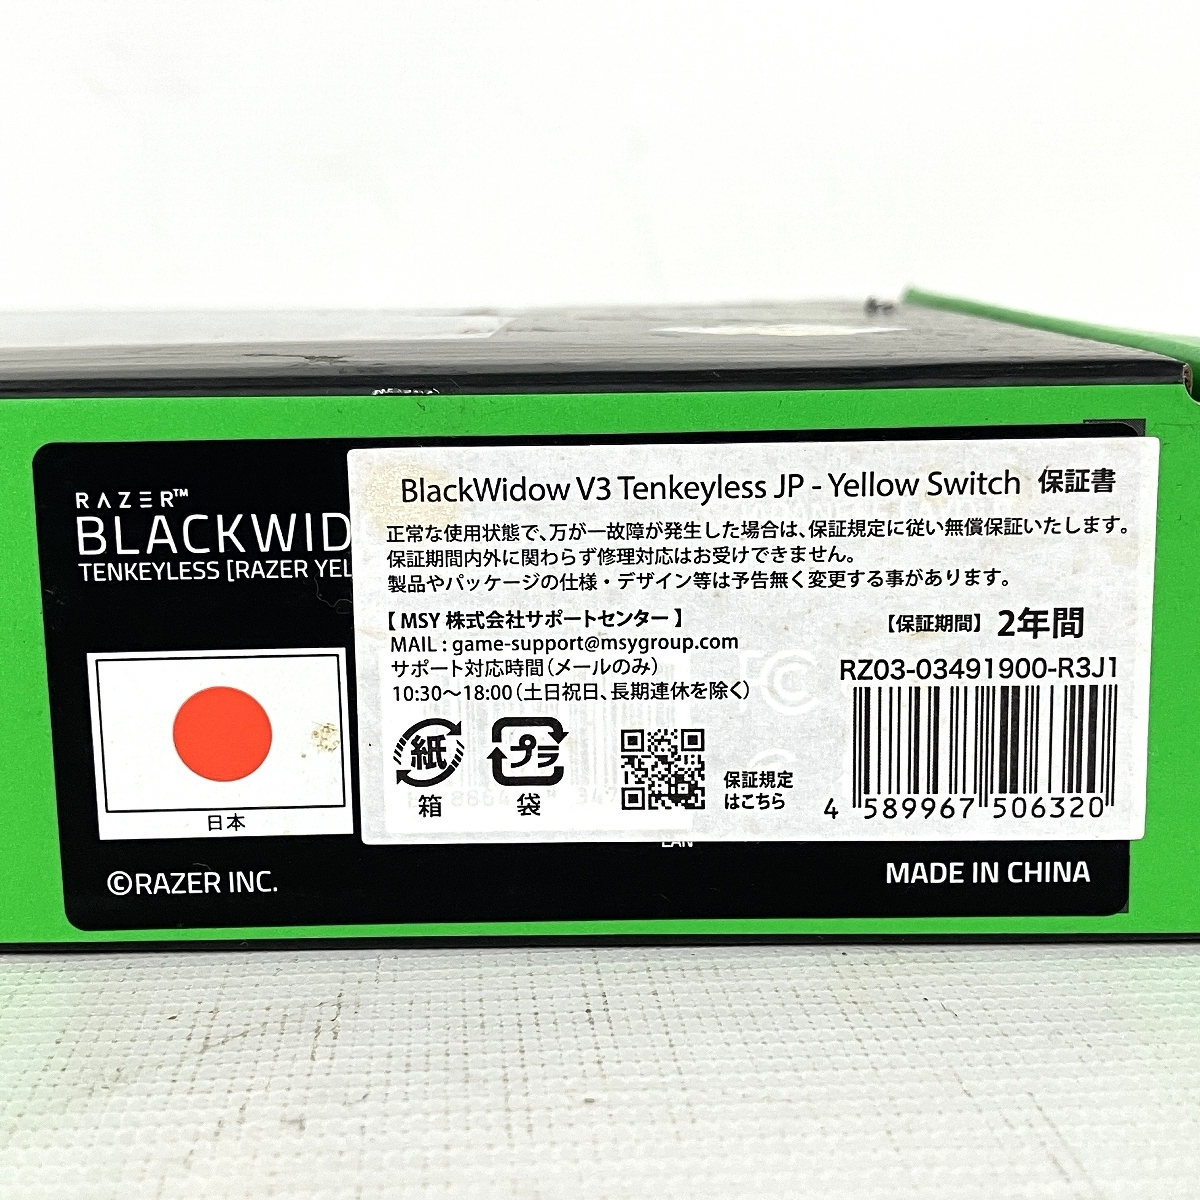 RAZER™
BLACKWID
TENKEYLESS [RAZER YEL
日本
©RAZER INC.
BlackWidow V3 Tenkeyless JP - Yellow Switch 保証書
正常な使用状態で、万が一故障が発生した場合は、保証規定に従い無償保証いたします。
保証期間内外に関わらず修理対応はお受けできません。
製品やパッケージの仕様・デザイン等は予告無く変更する事があります。
【 MSY 株式会社サポートセンター 】
MAIL : game-support@msygroup.com
サポート対応時間（メールのみ）
10:30～18:00（土日祝日、長期連休を除く）
【保証期間】 2年間
RZ03-03491900-R3J1
紙
箱
プラ
袋
保証規定
はこちら
4 589967 506320
MADE IN CHINA